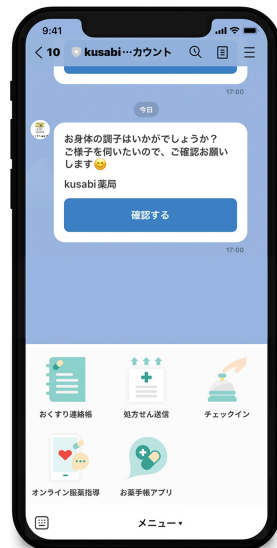 9:41
10 kusabi…カウント
17:00
今日
お身体の調子はいかがでしょうか？
ご様子を伺いたいので、ご確認お願い
します😊
kusabi 薬局
確認する
17:00
おくすり連絡帳 処方せん送信 チェックイン
オンライン服薬指導 お薬手帳アプリ
メニュー▾